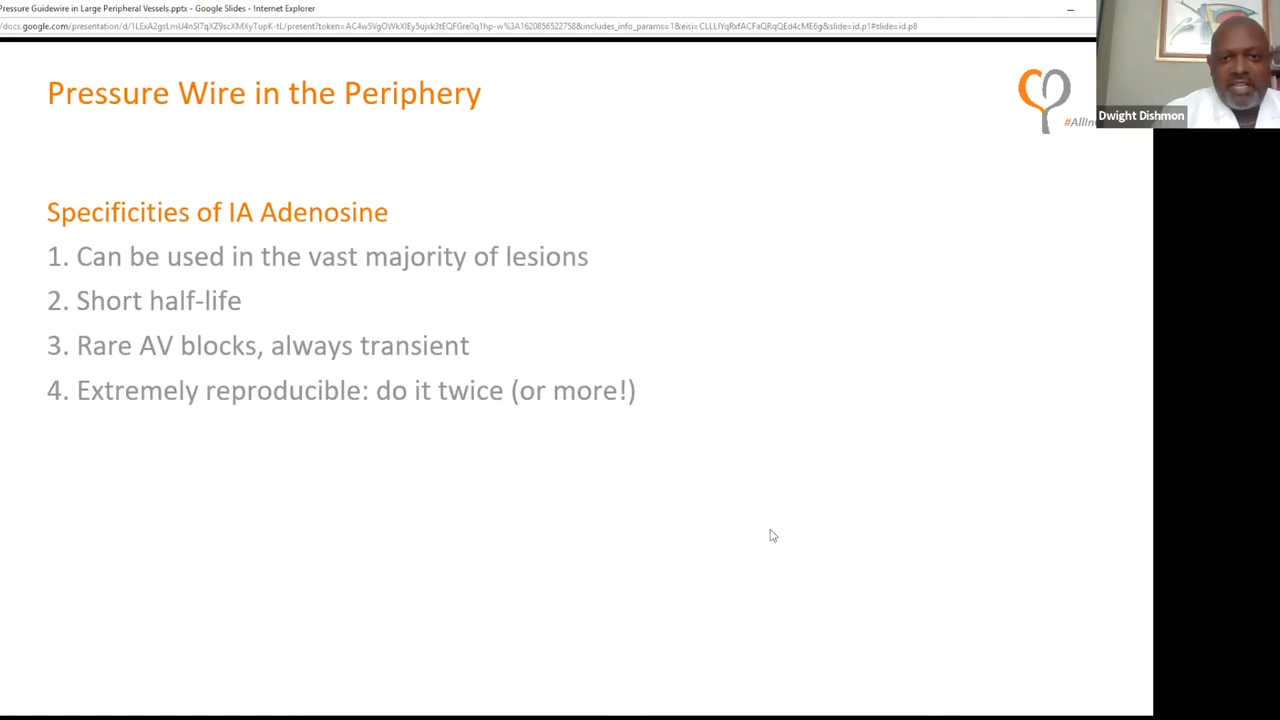 Pressure Guidewire in Large Peripheral Vessels.pptx - Google Slides - Internet Explorer
Pressure Wire in the Periphery
#AllIn
Dwight Dishmon
Specificities of IA Adenosine
1. Can be used in the vast majority of lesions
2. Short half-life
3. Rare AV blocks, always transient
4. Extremely reproducible: do it twice (or more!)